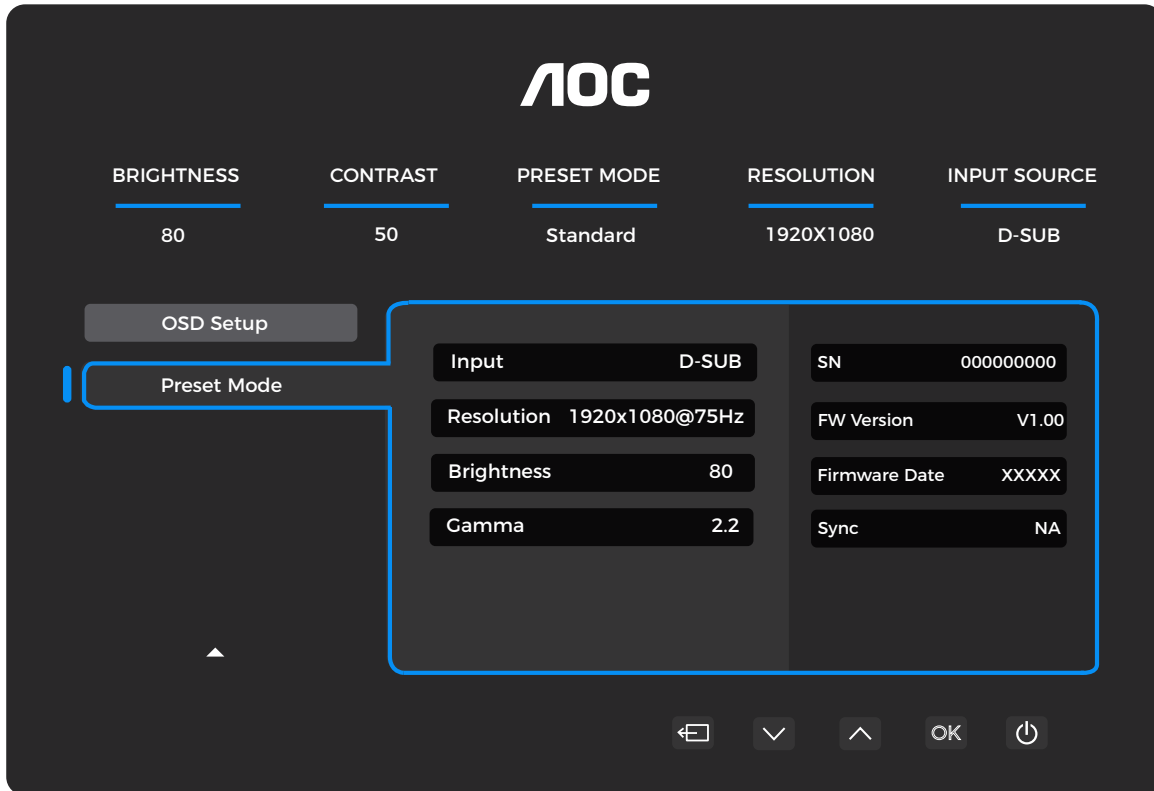 AOC
BRIGHTNESS CONTRAST PRESET MODE RESOLUTION INPUT SOURCE
80 50 Standard 1920X1080 D-SUB
OSD Setup
Preset Mode
Input D-SUB
Resolution 1920x1080@75Hz
Brightness 80
Gamma 2.2
SN 000000000
FW Version V1.00
Firmware Date XXXXX
Sync NA
OK